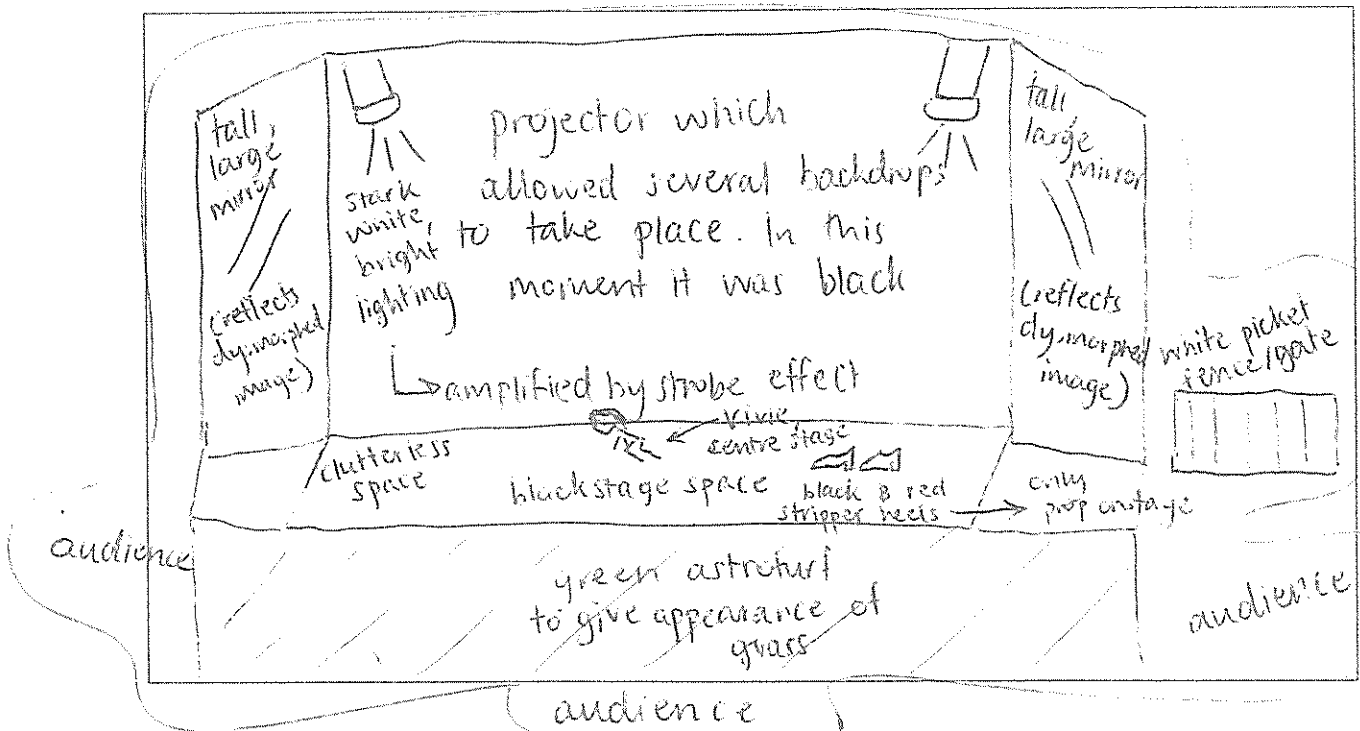 tall,
large
mirror
(reflects
dysmorphed
image)
stark
white,
bright
lighting
projector which
allowed several backdrops
to take place. In this
moment it was black
amplified by strobe effect
tall,
large
mirror
(reflects
dysmorphed
image)
white picket
fence/gate
Vivie,
centre stage
clutterless
space
blackstage space
black & red
stripper heels
only
prop onstage
audience
green astroturf
to give appearance of
grass
audience
audience